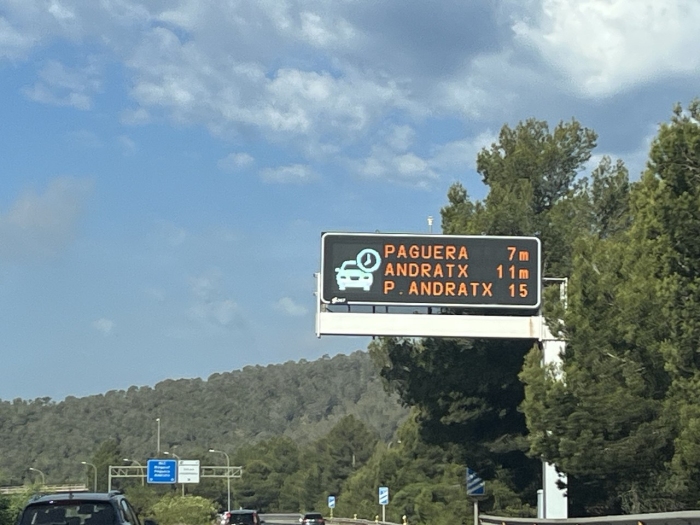 PAGUERA 7m
ANDRATX 11m
P.ANDRATX 15